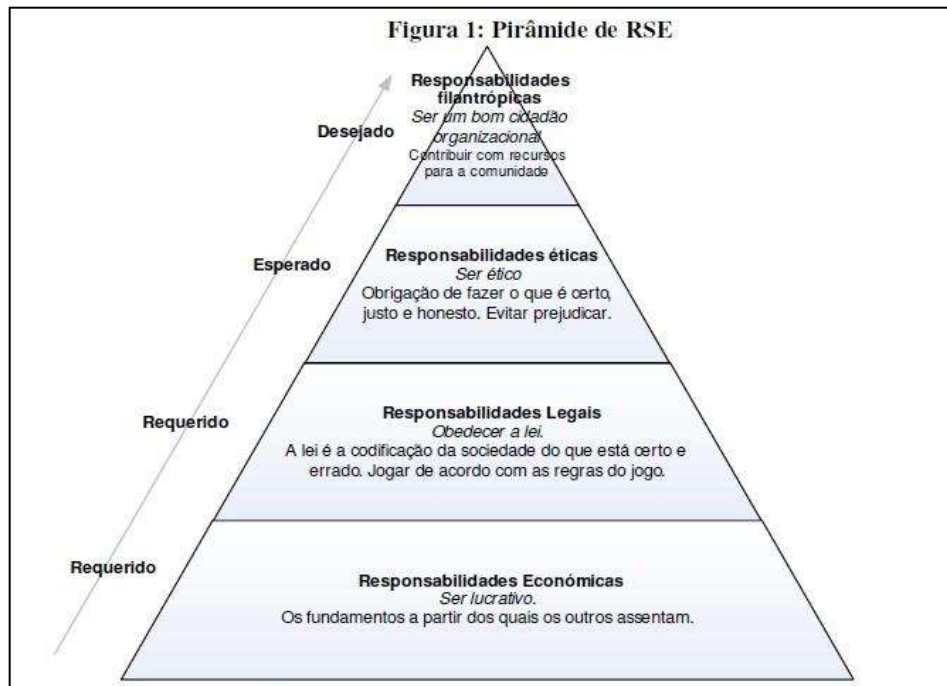 Figura 1: Pirâmide de RSE
Responsabilidades
filantrópicas
Ser um bom cidadão
organizacional
Contribuir com recursos
para a comunidade
Desejado
Responsabilidades éticas
Ser ético
Obrigação de fazer o que é certo,
justo e honesto. Evitar prejudicar.
Esperado
Responsabilidades Legais
Obedecer a lei.
A lei é a codificação da sociedade do que está certo e
errado. Jogar de acordo com as regras do jogo.
Requerido
Responsabilidades Económicas
Ser lucrativo.
Os fundamentos a partir dos quais os outros assentam.
Requerido